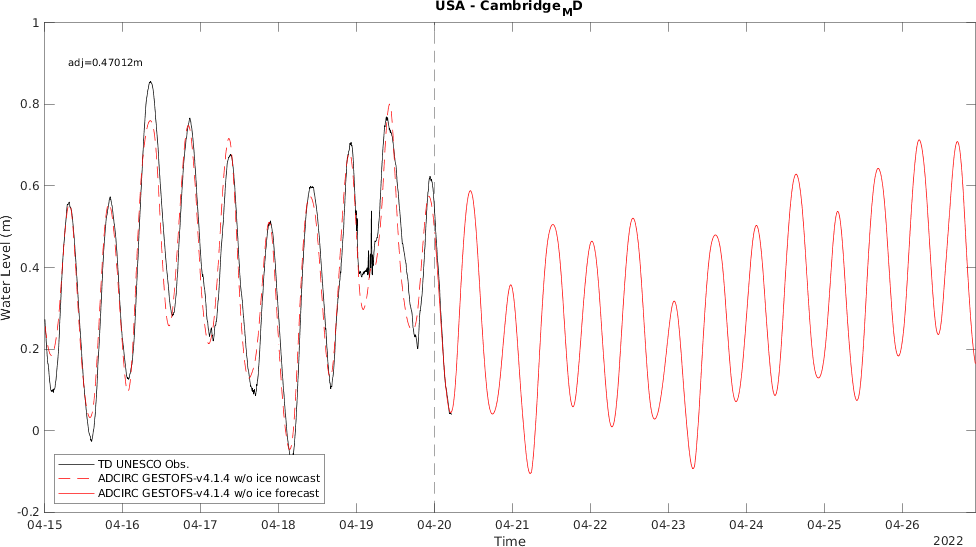 USA - Cambridge_MD
adj=0.47012m
1
0.8
0.6
0.4
0.2
0
-0.2
Water Level (m)
TD UNESCO Obs.
ADCIRC GESTOFS-v4.1.4 w/o ice nowcast
ADCIRC GESTOFS-v4.1.4 w/o ice forecast
04-15 04-16 04-17 04-18 04-19 04-20 04-21 04-22 04-23 04-24 04-25 04-26
Time
2022